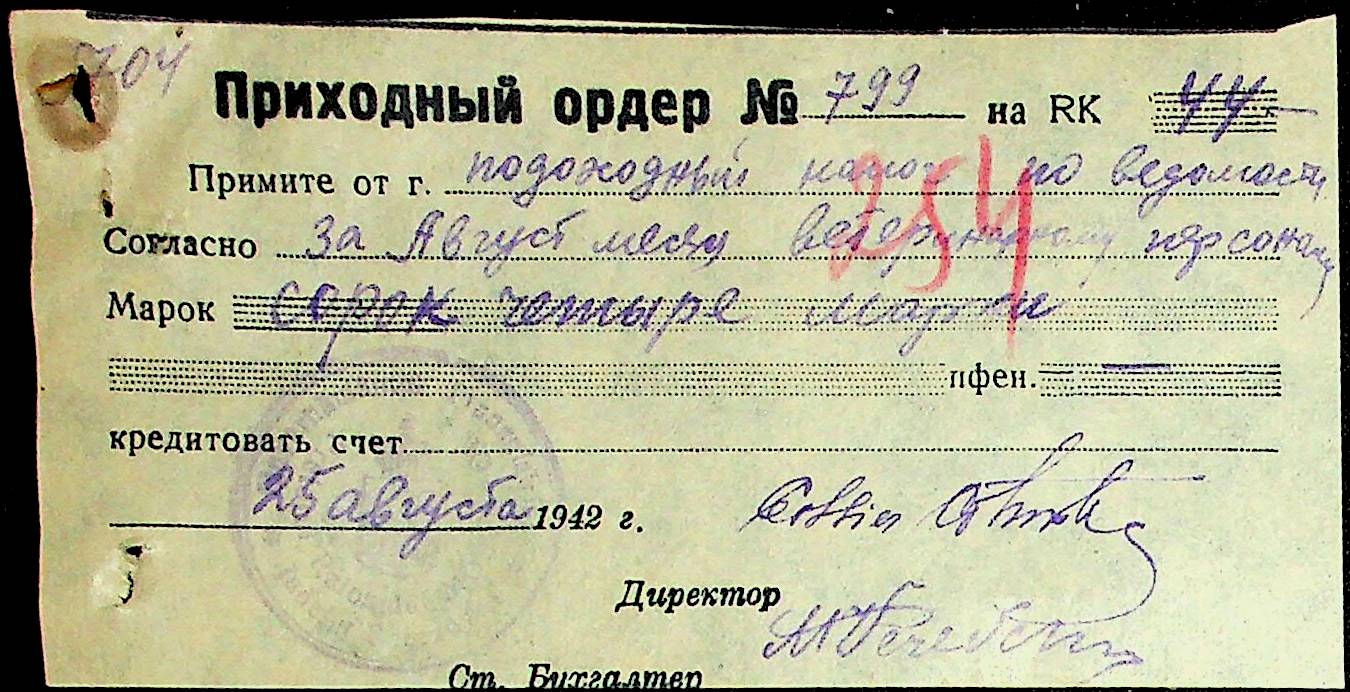 704
Приходный ордер № 799 на RK 44
254
Примите от г. подоходный налог по ведомости
Согласно за Август месяц ветеринарному персоналу
Марок сорок четыре марки
пфен. —
кредитовать счет
25 августа 1942 г.
Директор
Ст. Бухгалтер